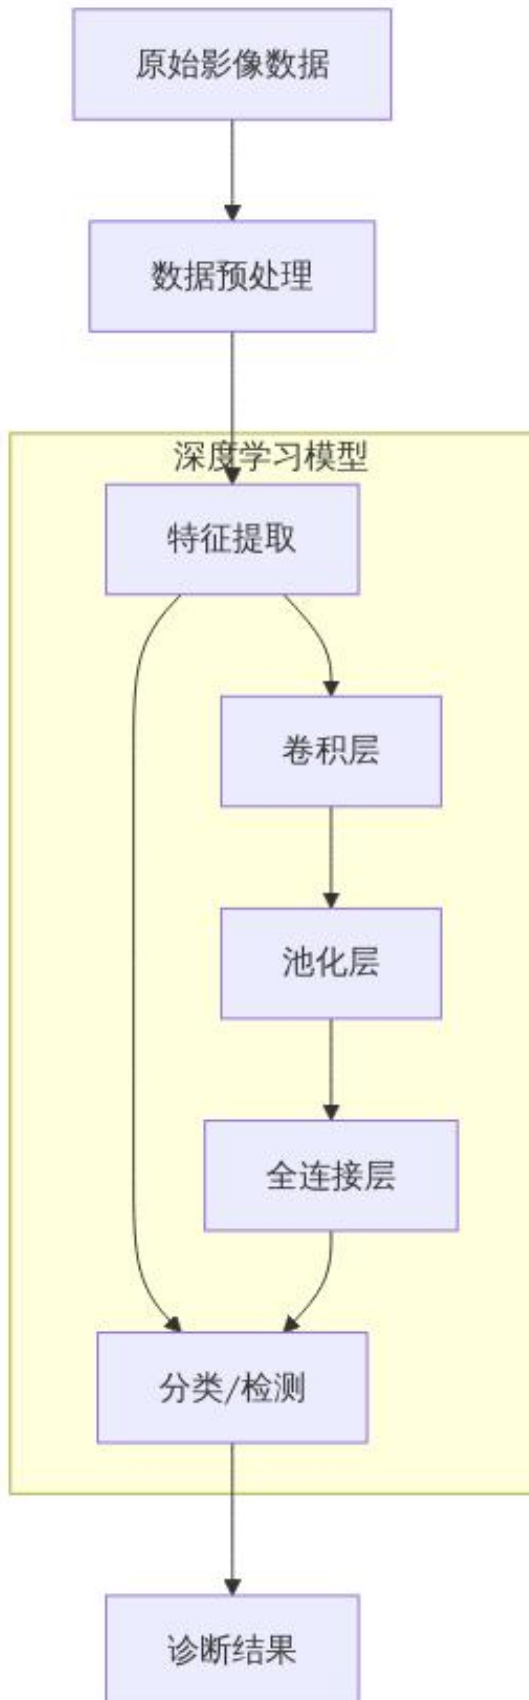 原始影像数据
数据预处理
深度学习模型
特征提取
卷积层
池化层
全连接层
分类/检测
诊断结果